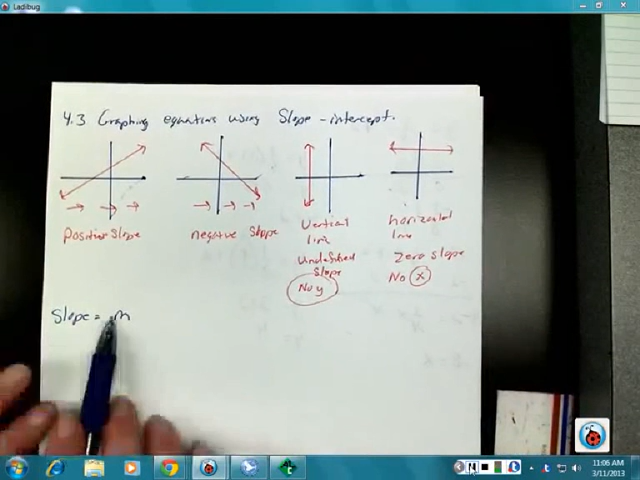 Ladibug
4.3 Graphing equations using Slope-intercept.
Positive Slope
negative Slope
Vertical
line
Undefined
Slope
No y
horizontal
line
Zero slope
No x
Slope = m
11:06 AM
3/11/2013